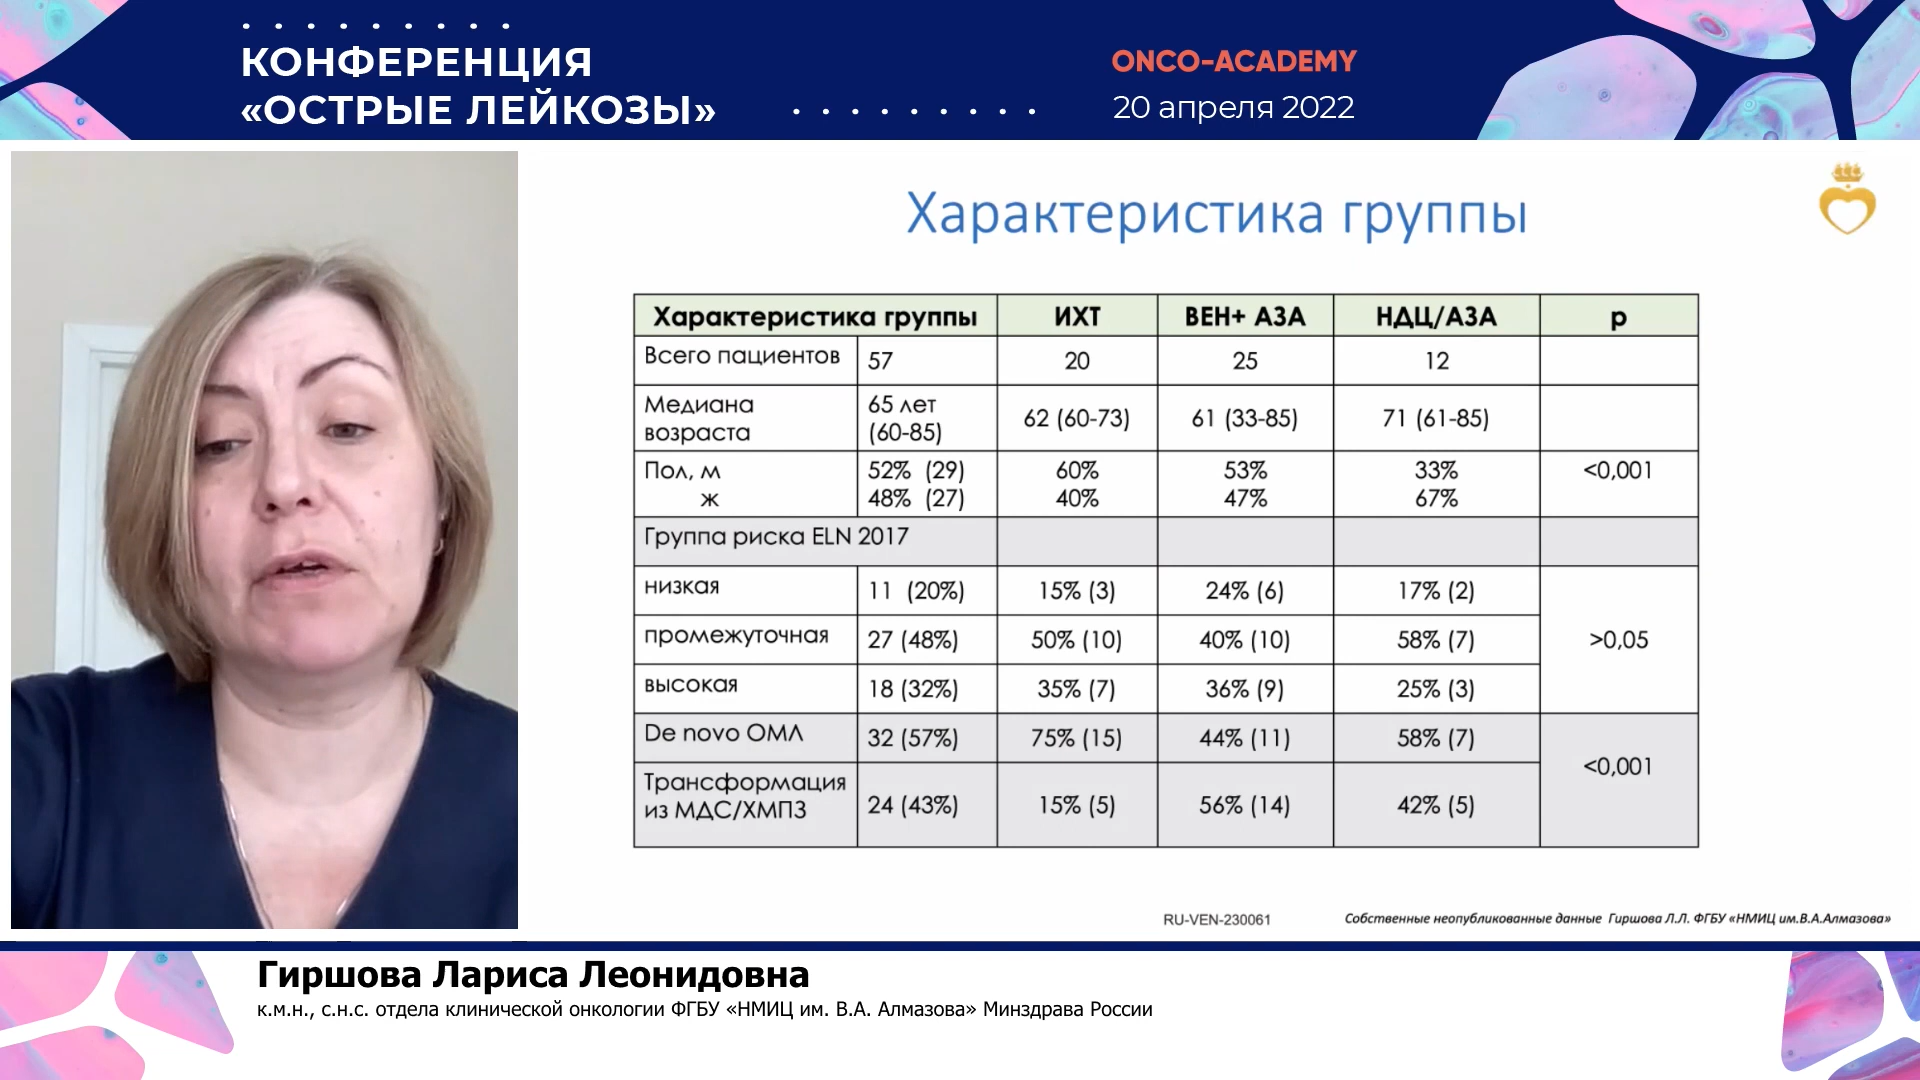 КОНФЕРЕНЦИЯ
«ОСТРЫЕ ЛЕЙКОЗЫ»
ONCO-ACADEMY
20 апреля 2022
Характеристика группы
Характеристика группы ИХТ ВЕН+ АЗА НДЦ/АЗА p
Всего пациентов 57 20 25 12
Медиана возраста 65 лет (60-85) 62 (60-73) 61 (33-85) 71 (61-85)
Пол, м 52% (29) 60% 53% 33% <0,001
ж 48% (27) 40% 47% 67%
Группа риска ELN 2017
низкая 11 (20%) 15% (3) 24% (6) 17% (2)
промежуточная 27 (48%) 50% (10) 40% (10) 58% (7) >0,05
высокая 18 (32%) 35% (7) 36% (9) 25% (3)
De novo ОМЛ 32 (57%) 75% (15) 44% (11) 58% (7) <0,001
Трансформация из МДС/ХМПЗ 24 (43%) 15% (5) 56% (14) 42% (5)
RU-VEN-230061
Собственные неопубликованные данные Гиршова Л.Л. ФГБУ «НМИЦ им.В.А.Алмазова»
Гиршова Лариса Леонидовна
к.м.н., с.н.с. отдела клинической онкологии ФГБУ «НМИЦ им. В.А. Алмазова» Минздрава России